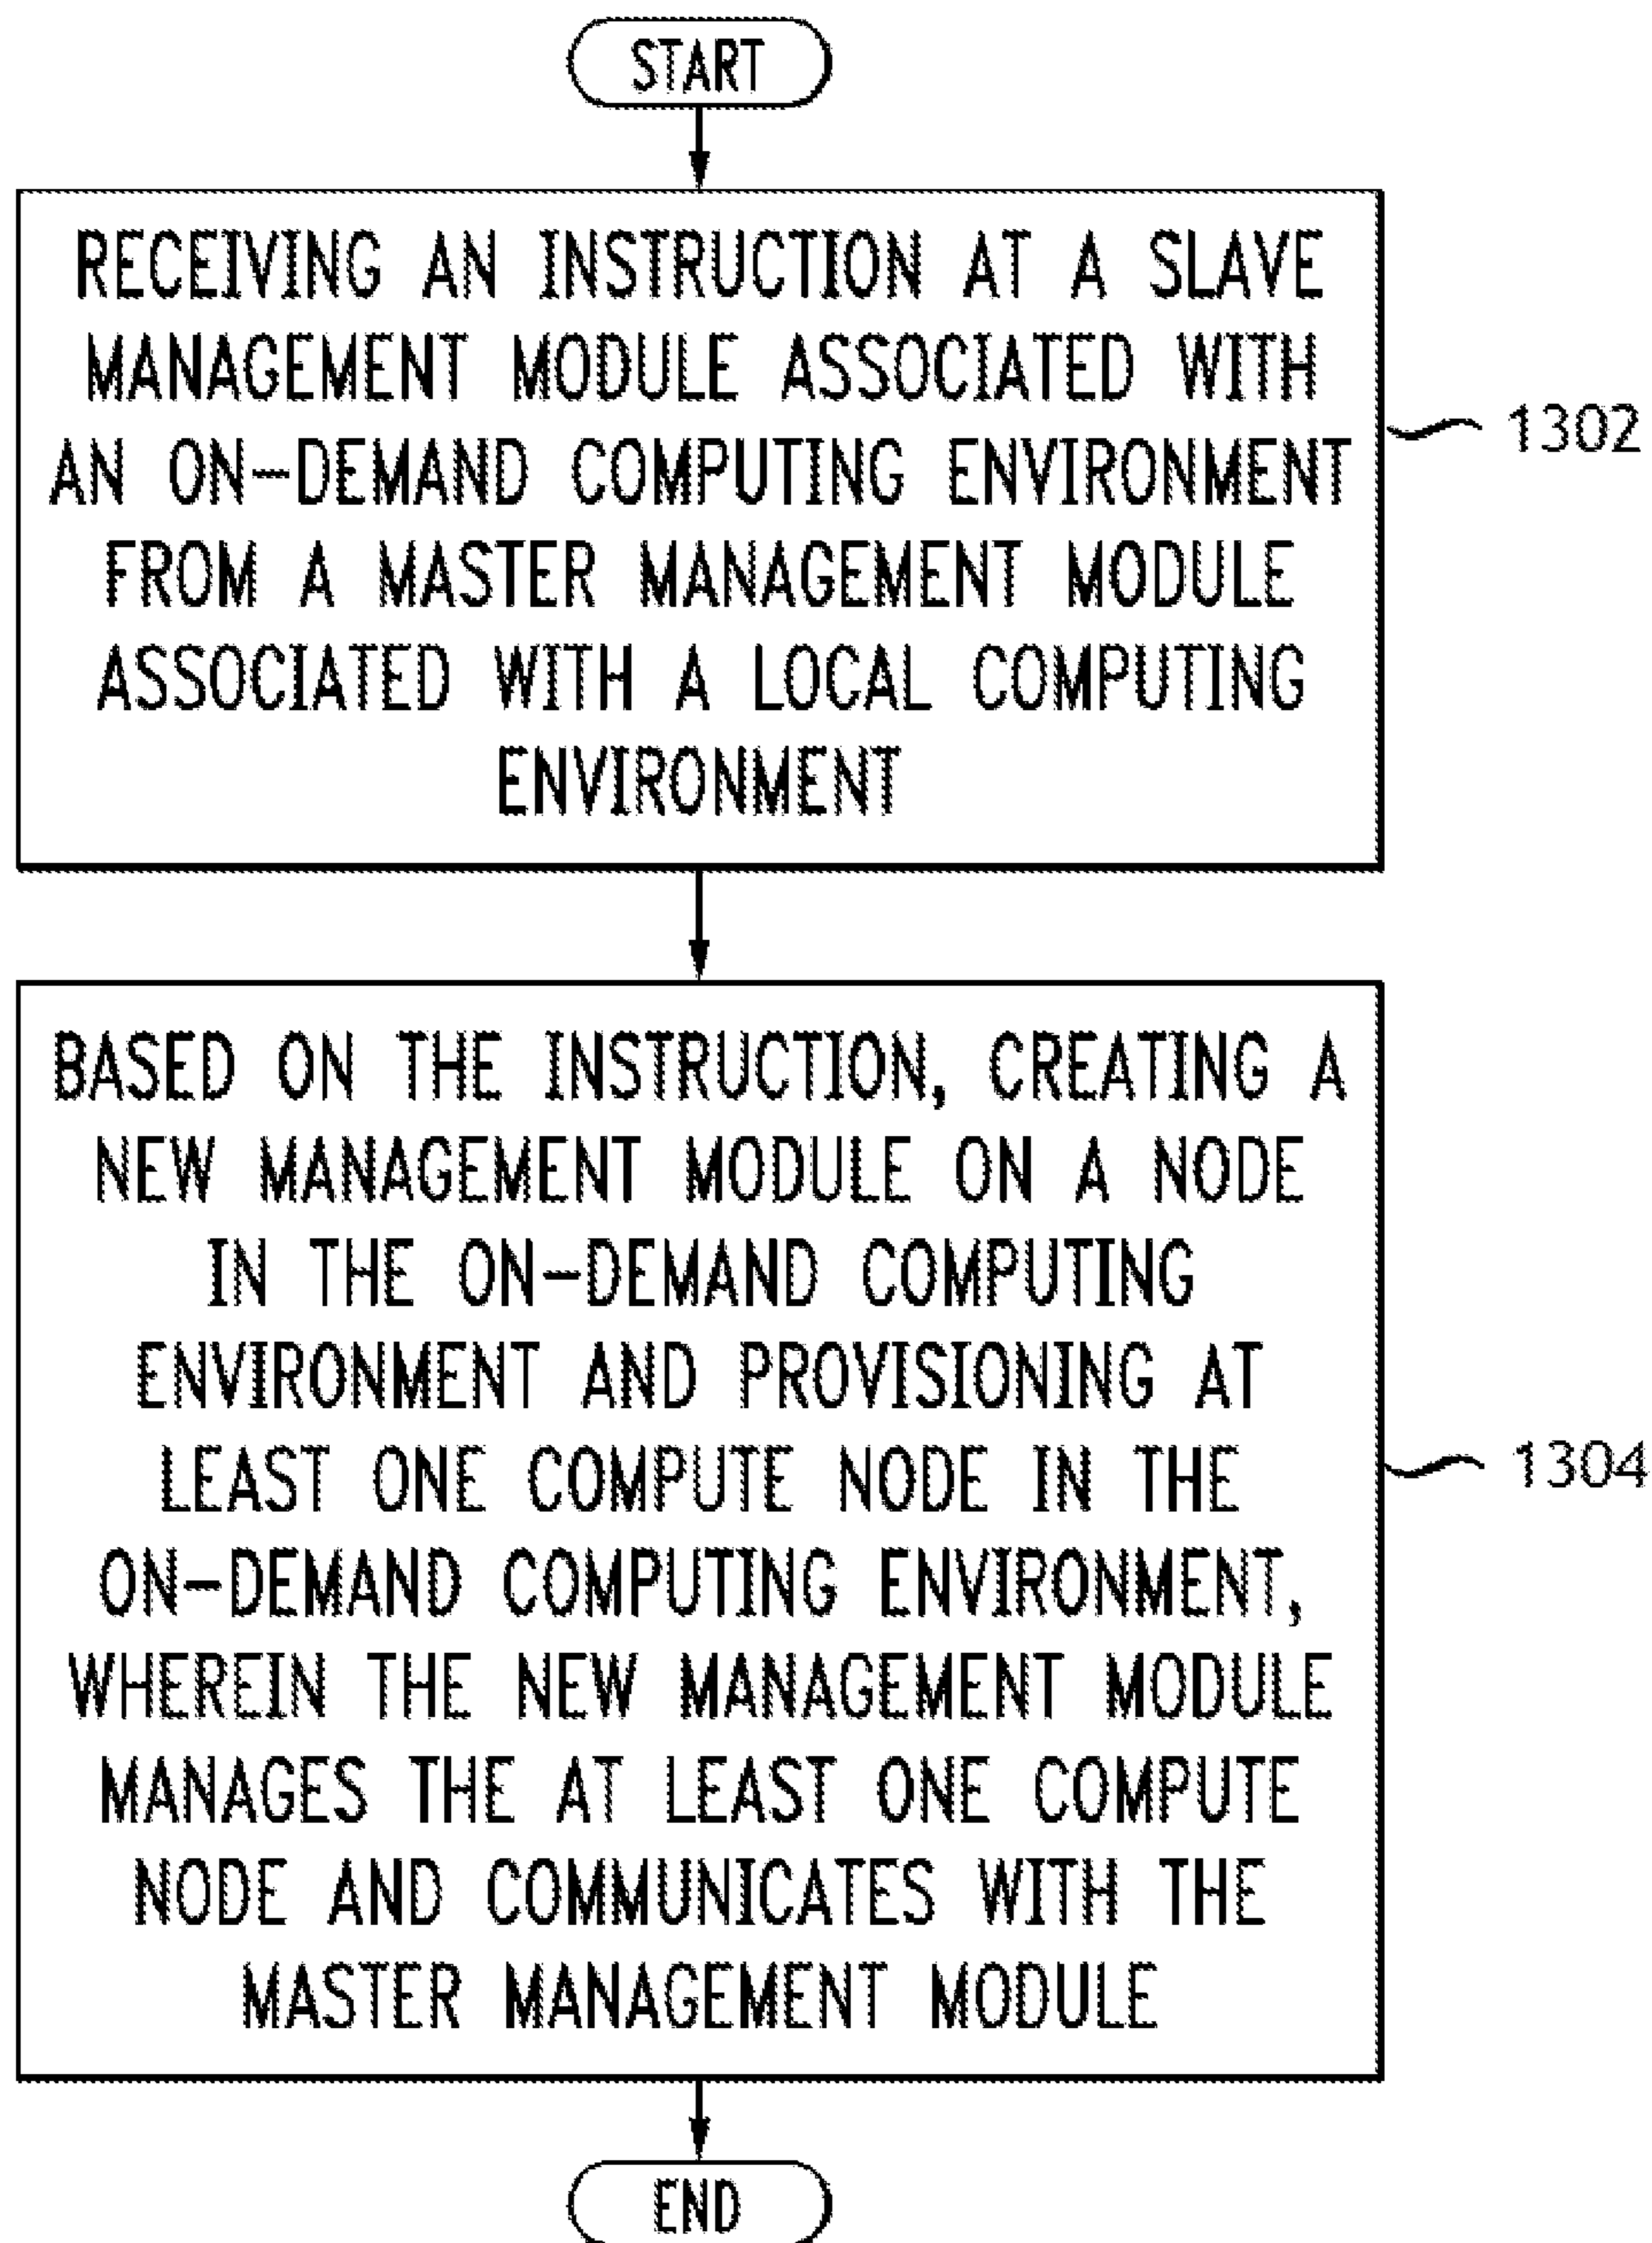 START
RECEIVING AN INSTRUCTION AT A SLAVE
MANAGEMENT MODULE ASSOCIATED WITH
AN ON-DEMAND COMPUTING ENVIRONMENT
FROM A MASTER MANAGEMENT MODULE
ASSOCIATED WITH A LOCAL COMPUTING
ENVIRONMENT
1302
BASED ON THE INSTRUCTION, CREATING A
NEW MANAGEMENT MODULE ON A NODE
IN THE ON-DEMAND COMPUTING
ENVIRONMENT AND PROVISIONING AT
LEAST ONE COMPUTE NODE IN THE
ON-DEMAND COMPUTING ENVIRONMENT,
WHEREIN THE NEW MANAGEMENT MODULE
MANAGES THE AT LEAST ONE COMPUTE
NODE AND COMMUNICATES WITH THE
MASTER MANAGEMENT MODULE
1304
END